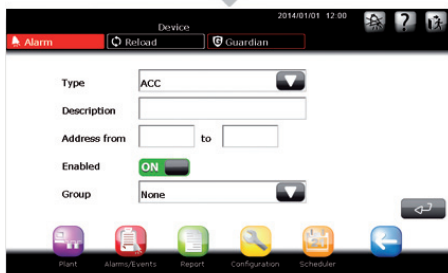 2014/01/01 12:00
Device
Alarm
Reload
Guardian
?
Type ACC
Description
Address from to
Enabled ON
Group None
Plant Alarms/Events Report Configuration Scheduler